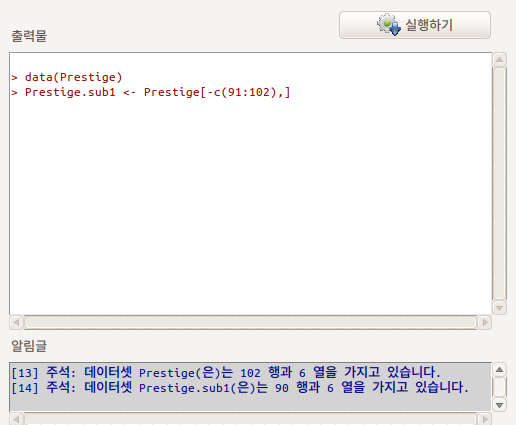 실행하기
출력물
> data(Prestige)
> Prestige.sub1 <- Prestige[-c(91:102),]
알림글
[13] 주석: 데이터셋 Prestige(은)는 102 행과 6 열을 가지고 있습니다.
[14] 주석: 데이터셋 Prestige.sub1(은)는 90 행과 6 열을 가지고 있습니다.